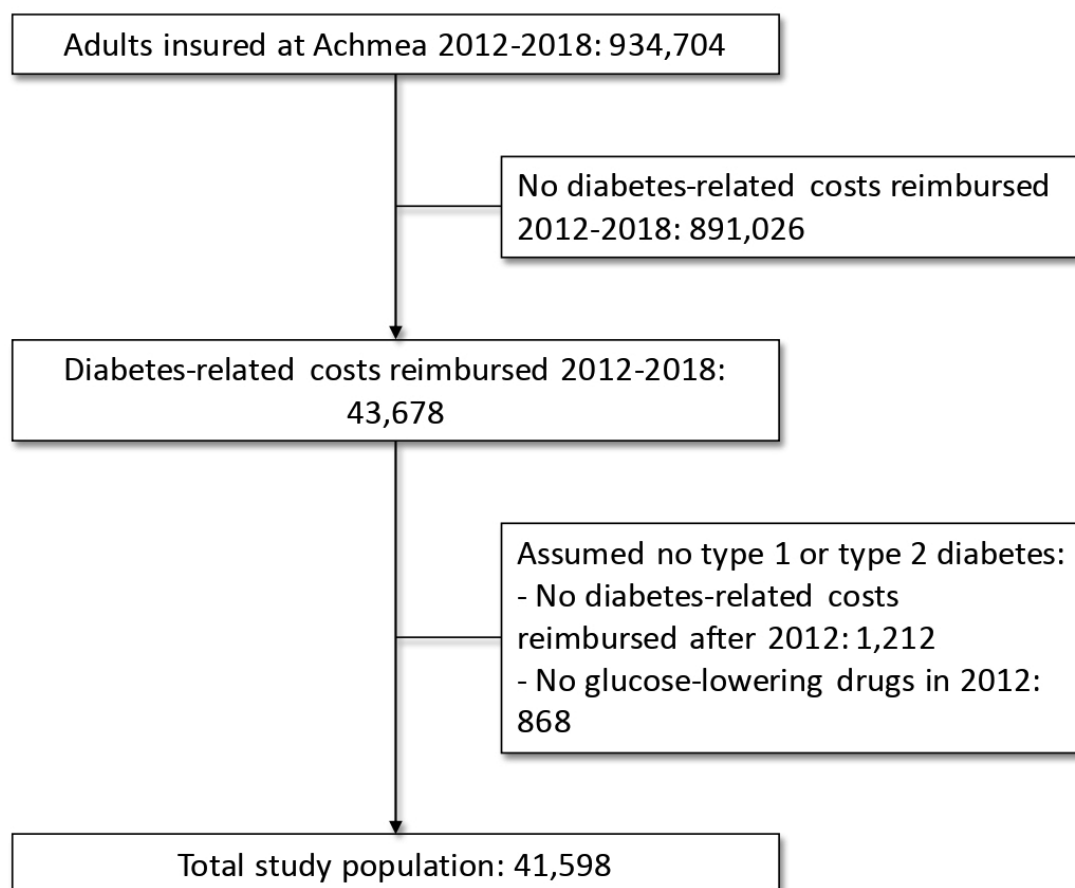 Adults insured at Achmea 2012-2018: 934,704
No diabetes-related costs reimbursed
2012-2018: 891,026
Diabetes-related costs reimbursed 2012-2018:
43,678
Assumed no type 1 or type 2 diabetes:
- No diabetes-related costs
reimbursed after 2012: 1,212
- No glucose-lowering drugs in 2012:
868
Total study population: 41,598